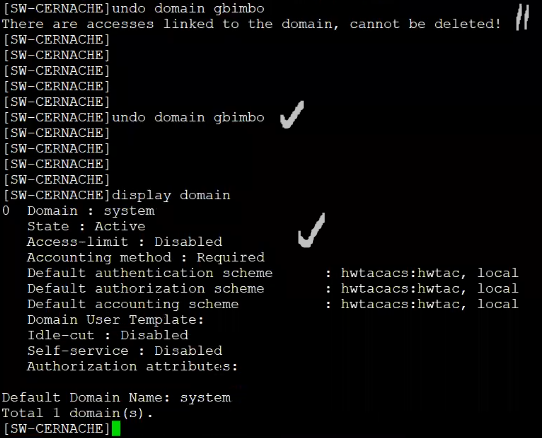 [SW-CERNACHE]undo domain gbimbo
There are accesses linked to the domain, cannot be deleted!
[SW-CERNACHE]
[SW-CERNACHE]
[SW-CERNACHE]
[SW-CERNACHE]
[SW-CERNACHE]
[SW-CERNACHE]undo domain gbimbo
[SW-CERNACHE]
[SW-CERNACHE]
[SW-CERNACHE]
[SW-CERNACHE]
[SW-CERNACHE]display domain
0  Domain : system
   State : Active
   Access-limit : Disabled
   Accounting method : Required
   Default authentication scheme      : hwtacacs:hwtac, local
   Default authorization scheme       : hwtacacs:hwtac, local
   Default accounting scheme          : hwtacacs:hwtac, local
   Domain User Template:
   Idle-cut : Disabled
   Self-service : Disabled
   Authorization attributes:
Default Domain Name: system
Total 1 domain(s).
[SW-CERNACHE]